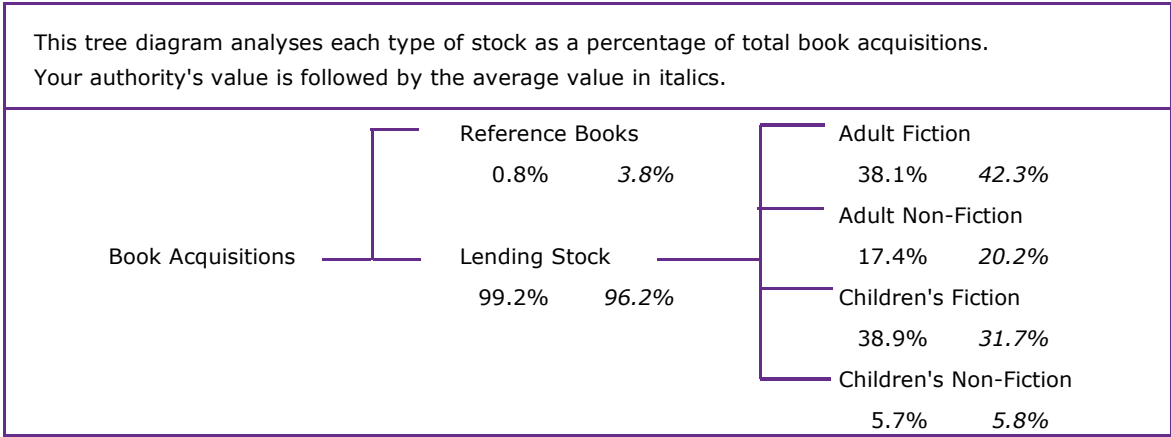 This tree diagram analyses each type of stock as a percentage of total book acquisitions.
Your authority's value is followed by the average value in italics.
Reference Books
0.8% 3.8%
Book Acquisitions
Lending Stock
99.2% 96.2%
Adult Fiction
38.1% 42.3%
Adult Non-Fiction
17.4% 20.2%
Children's Fiction
38.9% 31.7%
Children's Non-Fiction
5.7% 5.8%